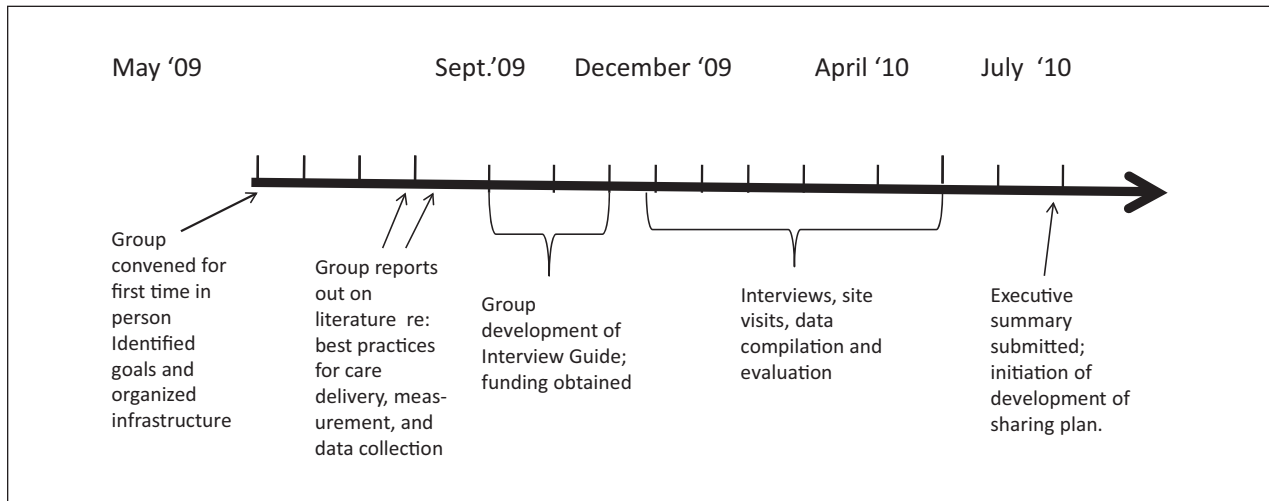 May ‘09 Sept.’09 December ‘09 April ‘10 July ‘10
Group
convened for
first time in
person
Identified
goals and
organized
infrastructure
Group reports
out on
literature re:
best practices
for care
delivery, meas-
urement, and
data collection
Group
development of
Interview Guide;
funding obtained
Interviews, site
visits, data
compilation and
evaluation
Executive
summary
submitted;
initiation of
development of
sharing plan.